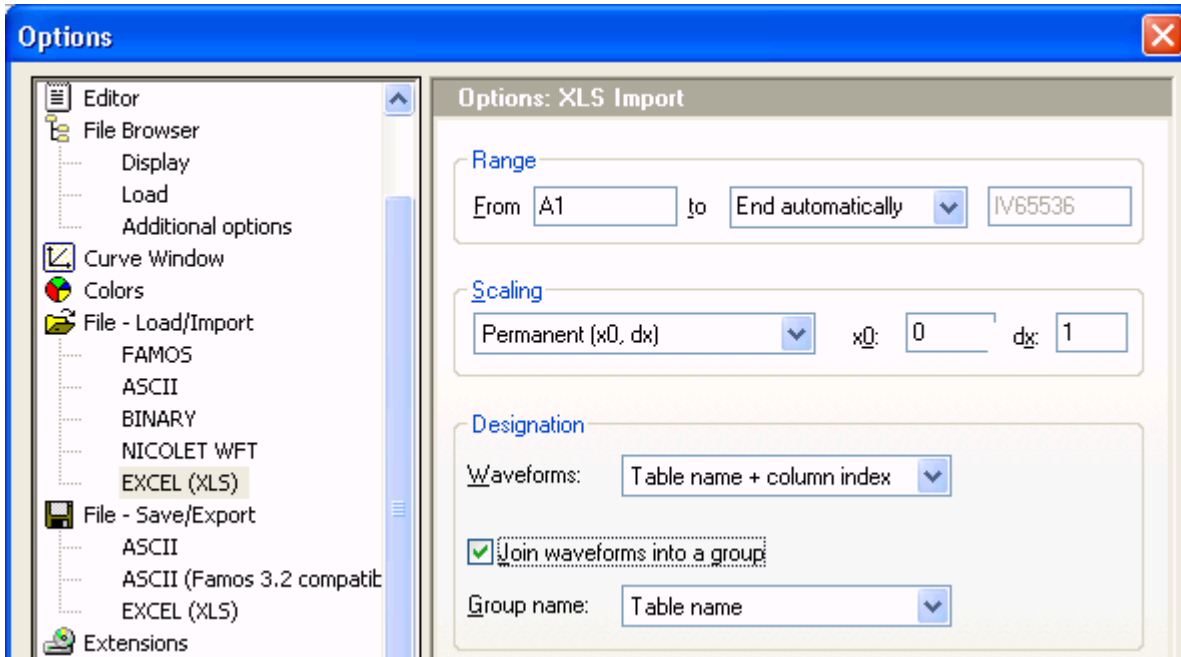 Options
Editor
File Browser
Display
Load
Additional options
Curve Window
Colors
File - Load/Import
FAMOS
ASCII
BINARY
NICOLET WFT
EXCEL (XLS)
File - Save/Export
ASCII
ASCII (Famos 3.2 compatib
EXCEL (XLS)
Extensions
Options: XLS Import
Range
From A1 to End automatically IV65536
Scaling
Permanent (x0, dx) x0: 0 dx: 1
Designation
Waveforms: Table name + column index
Join waveforms into a group
Group name: Table name